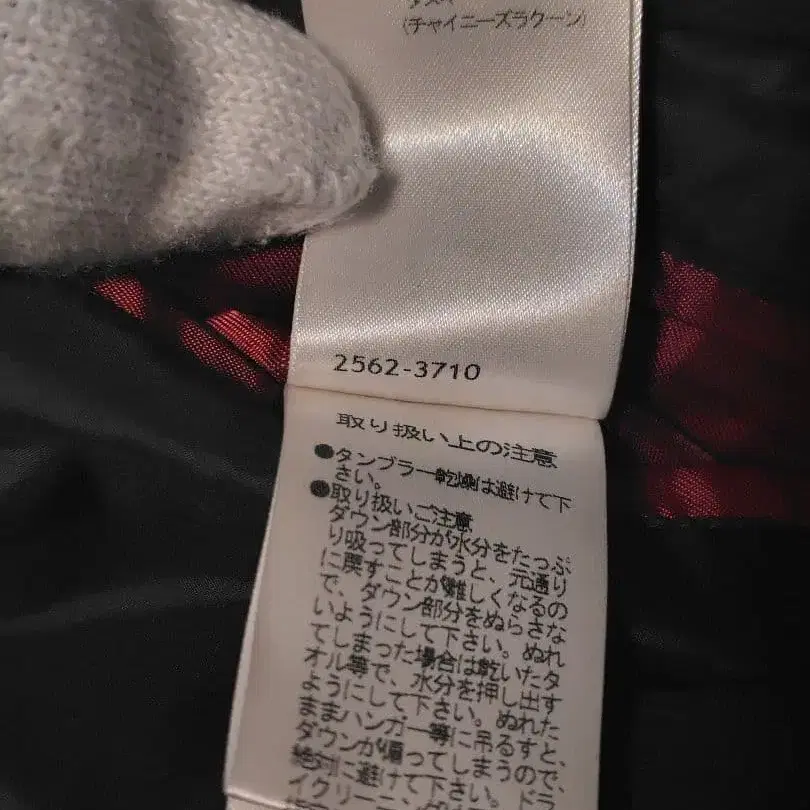 (チャイニーズラクーン)
2562-3710
取り扱い上の注意
●タンブラー乾燥は避けて下
さい。
●取り扱いご注意
ダウン部分が水分をたっぷ
り吸ってしまうと、元通り
に戻すことが難しくなるの
で、ダウン部分をぬらさな
いようにして下さい。ぬれ
てしまった場合は乾いたタ
オル等で、水分を押し出す
ようにして下さい。ぬれた
ままハンガー等に吊るすと、
ダウンが偏ってしまうので、
絶対に避けて下さい。ドラ
イクリーニ